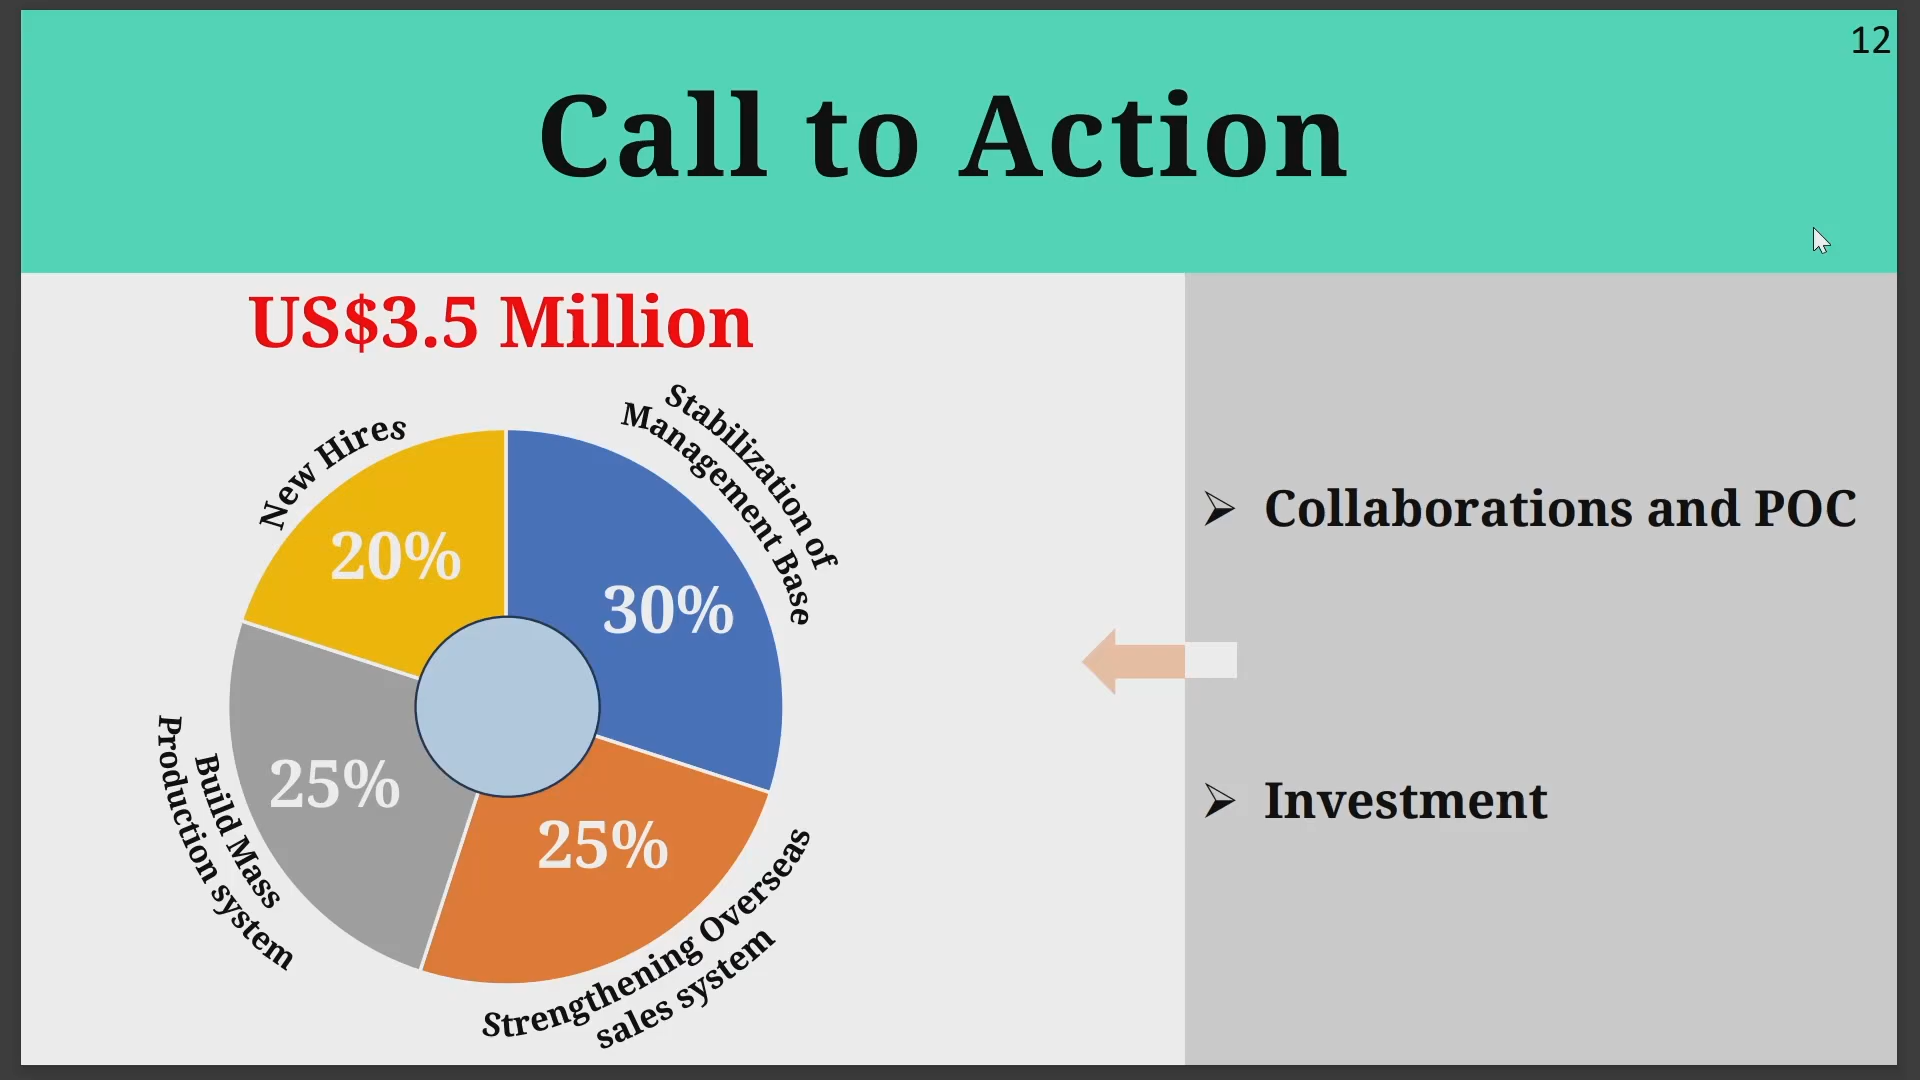 12
Call to Action
US$3.5 Million
New Hires
20%
Stabilization of
Management Base
30%
Build Mass
Production system
25%
25%
Strengthening Overseas
sales system
➢ Collaborations and POC
➢ Investment